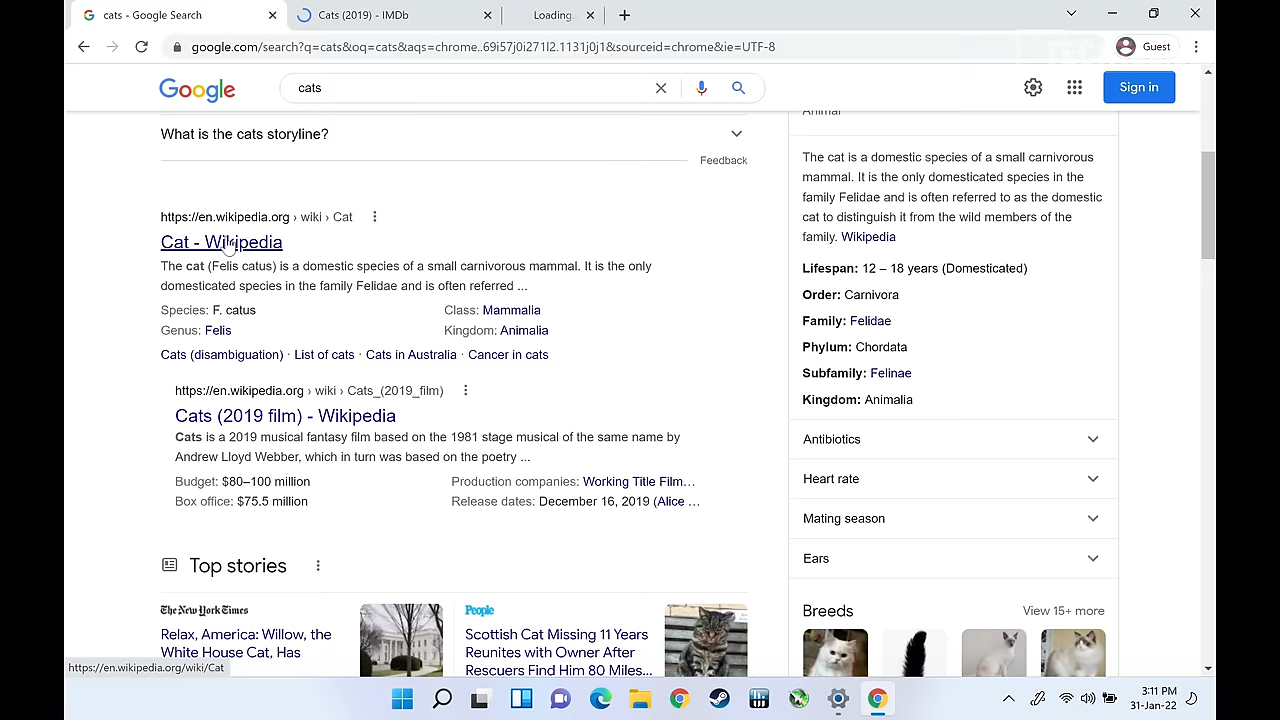 cats - Google Search
Cats (2019) - IMDb
Loading
google.com/search?q=cats&oq=cats&aqs=chrome..69i57j0i271l2.1131j0j1&sourceid=chrome&ie=UTF-8
Guest
Google
cats
Sign in
What is the cats storyline?
Feedback
https://en.wikipedia.org › wiki › Cat
Cat - Wikipedia
The cat (Felis catus) is a domestic species of a small carnivorous mammal. It is the only
domesticated species in the family Felidae and is often referred ...
Species: F. catus
Class: Mammalia
Genus: Felis
Kingdom: Animalia
Cats (disambiguation) · List of cats · Cats in Australia · Cancer in cats
https://en.wikipedia.org › wiki › Cats_(2019_film)
Cats (2019 film) - Wikipedia
Cats is a 2019 musical fantasy film based on the 1981 stage musical of the same name by
Andrew Lloyd Webber, which in turn was based on the poetry ...
Budget: $80–100 million
Production companies: Working Title Film...
Box office: $75.5 million
Release dates: December 16, 2019 (Alice ...
Top stories
The New York Times
Relax, America: Willow, the
White House Cat, Has
People
Scottish Cat Missing 11 Years
Reunites with Owner After
Rescuers Find Him 80 Miles...
Animal
The cat is a domestic species of a small carnivorous
mammal. It is the only domesticated species in the
family Felidae and is often referred to as the domestic
cat to distinguish it from the wild members of the
family. Wikipedia
Lifespan: 12 – 18 years (Domesticated)
Order: Carnivora
Family: Felidae
Phylum: Chordata
Subfamily: Felinae
Kingdom: Animalia
Antibiotics
Heart rate
Mating season
Ears
Breeds
View 15+ more
https://en.wikipedia.org/wiki/Cat
3:11 PM
31-Jan-22